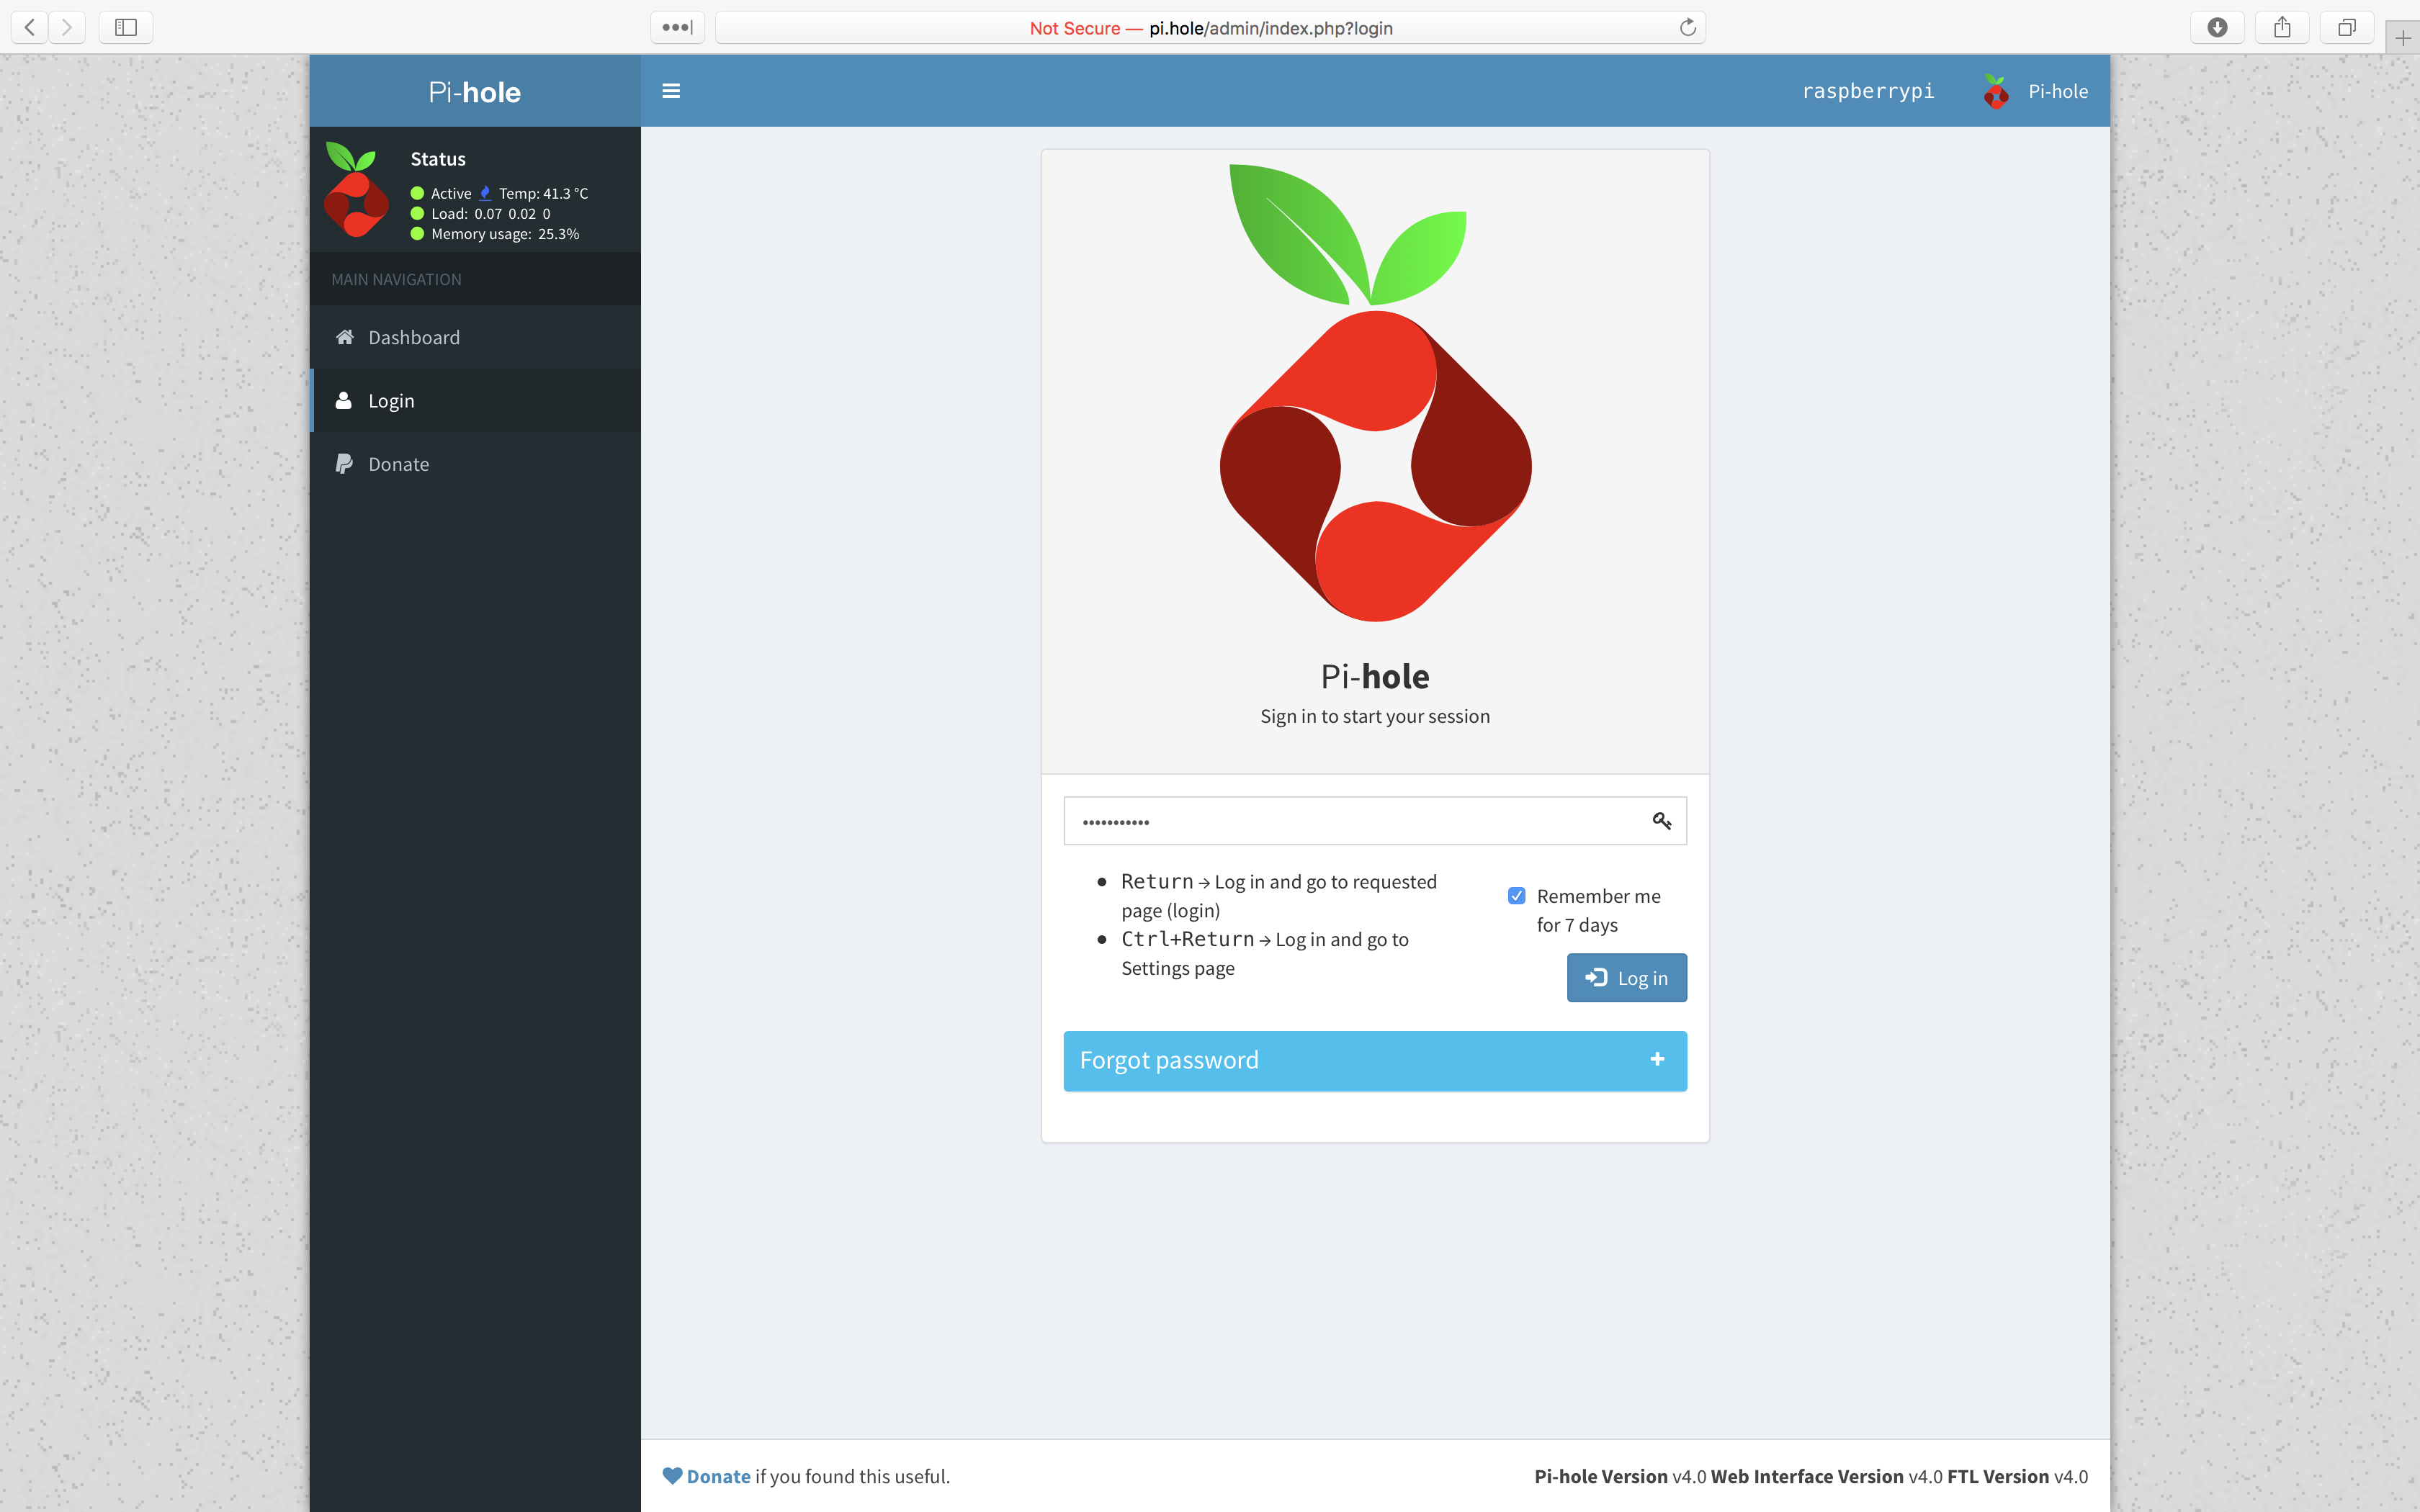 Not Secure — pi.hole/admin/index.php?login
Pi-hole
raspberrypi
Pi-hole
Status
Active Temp: 41.3 °C
Load: 0.07 0.02 0
Memory usage: 25.3%
MAIN NAVIGATION
Dashboard
Login
Donate
Pi-hole
Sign in to start your session
•••••••••••
Return → Log in and go to requested
page (login)
Ctrl+Return → Log in and go to
Settings page
Remember me
for 7 days
Log in
Forgot password
Donate if you found this useful.
Pi-hole Version v4.0 Web Interface Version v4.0 FTL Version v4.0